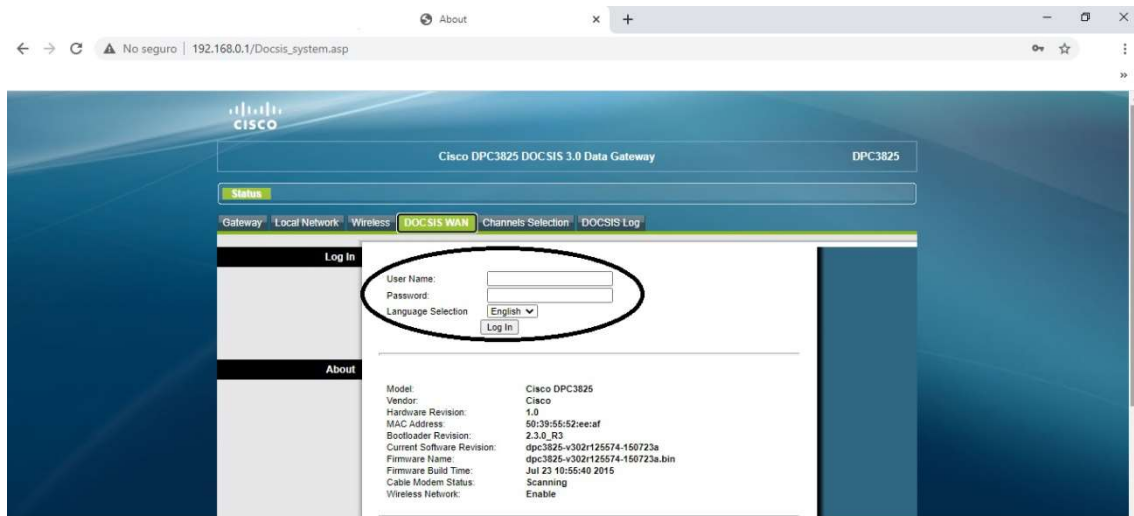 About
No seguro | 192.168.0.1/Docsis_system.asp
CISCO
Cisco DPC3825 DOCSIS 3.0 Data Gateway DPC3825
Status
Gateway Local Network Wireless DOCSIS WAN Channels Selection DOCSIS Log
Log In
User Name:
Password:
Language Selection English
Log In
About
Model: Cisco DPC3825
Vendor: Cisco
Hardware Revision: 1.0
MAC Address: 50:39:55:52:ee:af
Bootloader Revision: 2.3.0_R3
Current Software Revision: dpc3825-v302r125574-150723a
Firmware Name: dpc3825-v302r125574-150723a.bin
Firmware Build Time: Jul 23 10:55:40 2015
Cable Modem Status: Scanning
Wireless Network: Enable